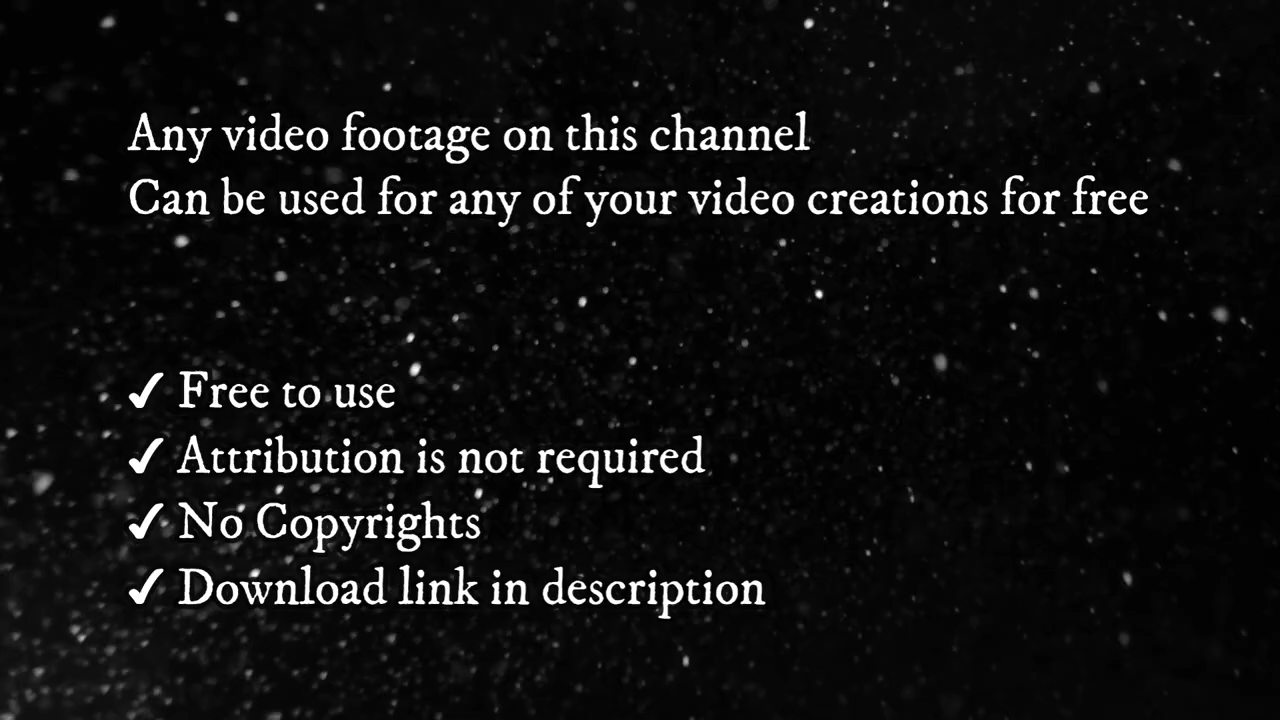 Any video footage on this channel
Can be used for any of your video creations for free
✓ Free to use
✓ Attribution is not required
✓ No Copyrights
✓ Download link in description